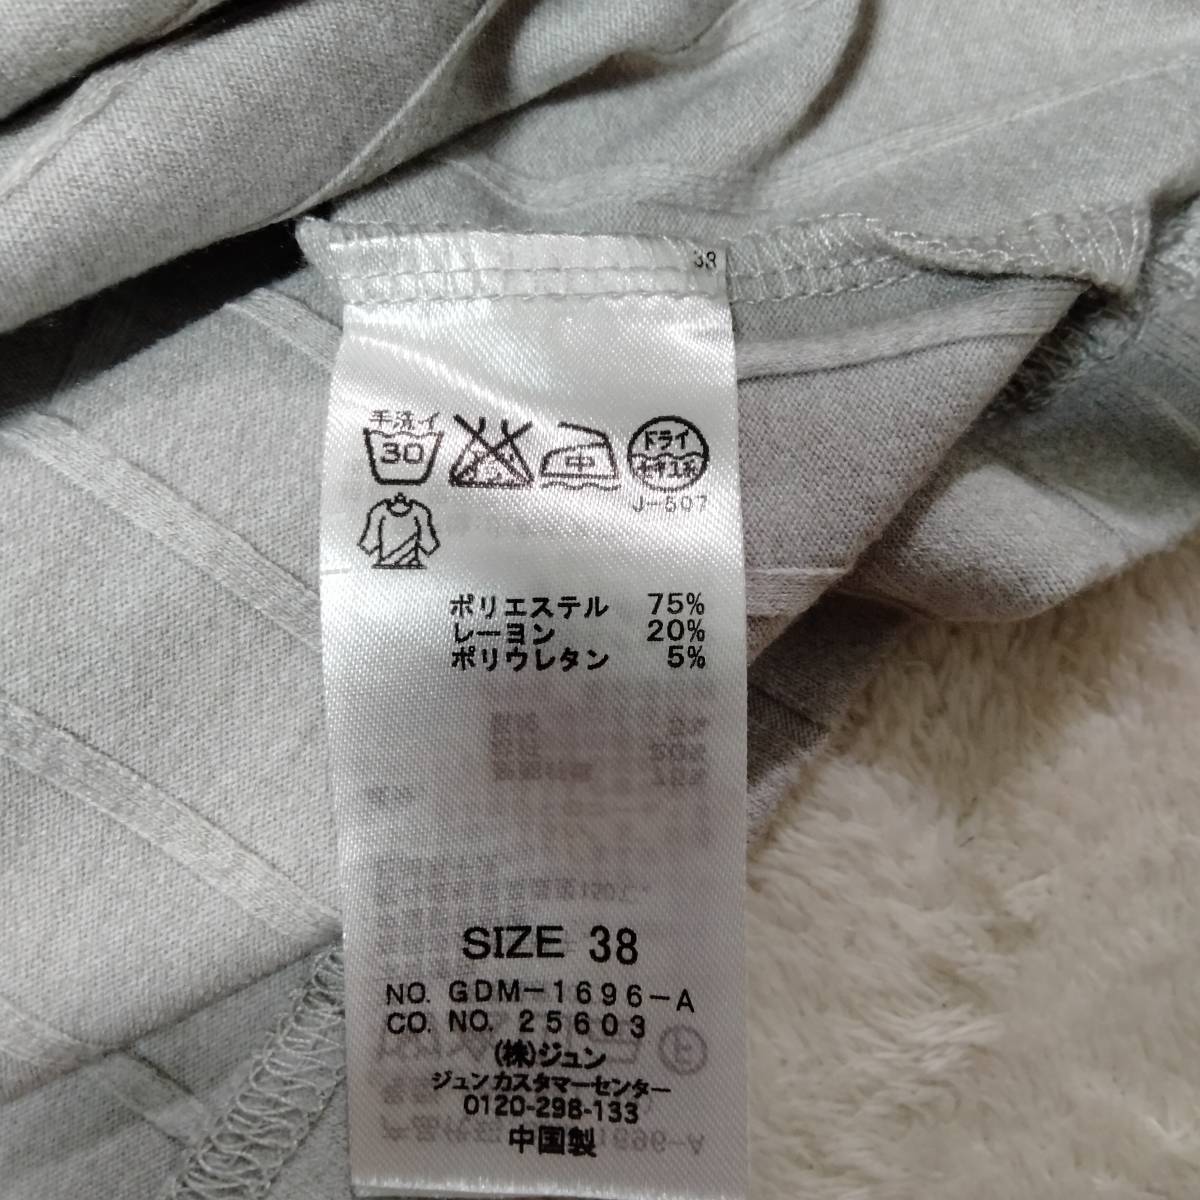 38
手洗イ
30 中 ドライ
セキユ系
J-507
ポリエステル 75%
レーヨン 20%
ポリウレタン 5%
SIZE 38
NO. GDM-1696-A
CO. NO. 25603
(株)ジュン
ジュンカスタマーセンター
0120-298-133
中国製